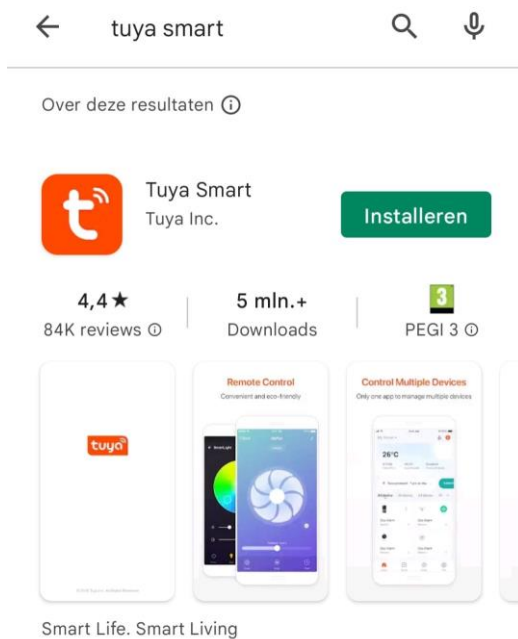 tuya smart
Over deze resultaten
Tuya Smart
Tuya Inc.
Installeren
4,4★
84K reviews
5 mln.+
Downloads
3
PEGI 3
tuya
Remote Control
Convenient and eco-friendly
Control Multiple Devices
Only one app to manage multiple devices
26°C
Smart Life. Smart Living